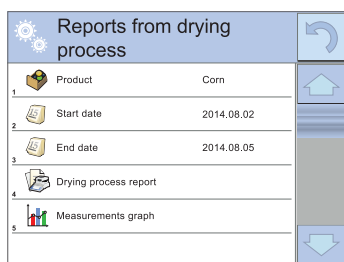 Reports from drying
process
1 Product Corn
2 Start date 2014.08.02
3 End date 2014.08.05
4 Drying process report
5 Measurements graph